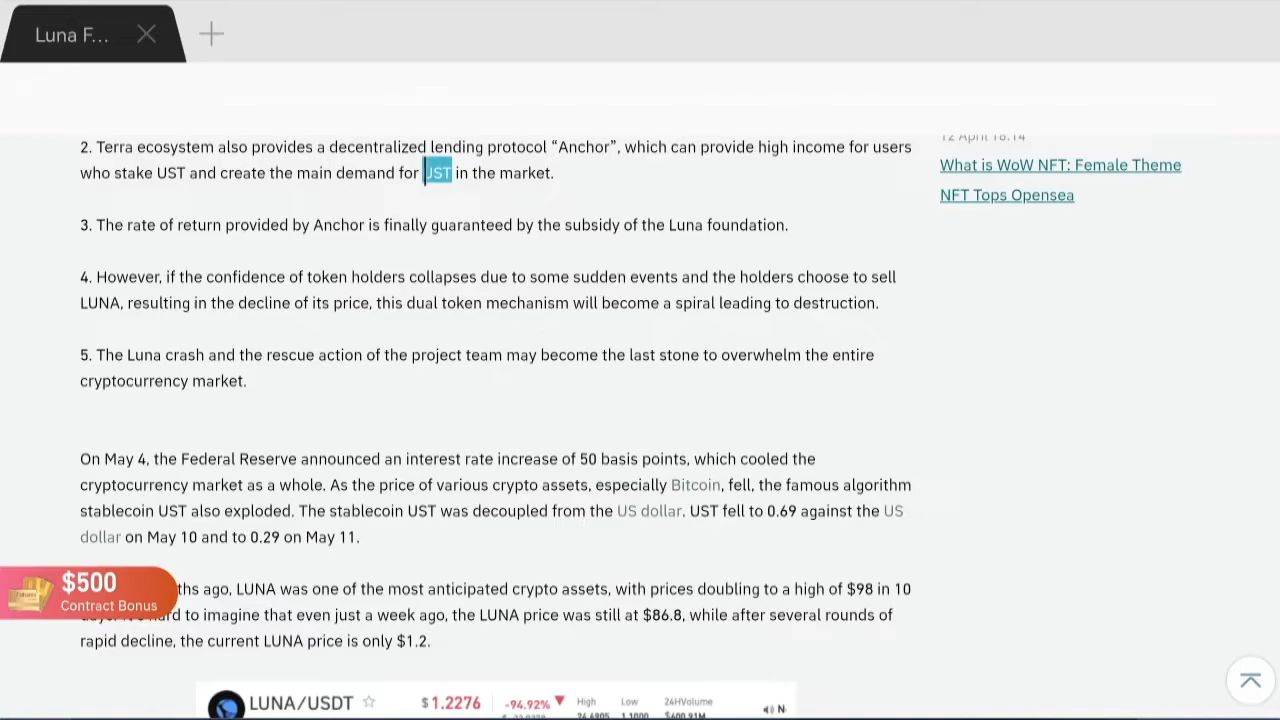 Luna F...
12 April 18:14
2. Terra ecosystem also provides a decentralized lending protocol “Anchor”, which can provide high income for users
who stake UST and create the main demand for UST in the market.
What is WoW NFT: Female Theme
NFT Tops Opensea
3. The rate of return provided by Anchor is finally guaranteed by the subsidy of the Luna foundation.
4. However, if the confidence of token holders collapses due to some sudden events and the holders choose to sell
LUNA, resulting in the decline of its price, this dual token mechanism will become a spiral leading to destruction.
5. The Luna crash and the rescue action of the project team may become the last stone to overwhelm the entire
cryptocurrency market.
On May 4, the Federal Reserve announced an interest rate increase of 50 basis points, which cooled the
cryptocurrency market as a whole. As the price of various crypto assets, especially Bitcoin, fell, the famous algorithm
stablecoin UST also exploded. The stablecoin UST was decoupled from the US dollar. UST fell to 0.69 against the US
dollar on May 10 and to 0.29 on May 11.
$500
Contract Bonus
ths ago, LUNA was one of the most anticipated crypto assets, with prices doubling to a high of $98 in 10
rd to imagine that even just a week ago, the LUNA price was still at $86.8, while after several rounds of
rapid decline, the current LUNA price is only $1.2.
LUNA/USDT $1.2276 -94.92% High Low 24HVolume
24.6905 1.1000 $400.91M